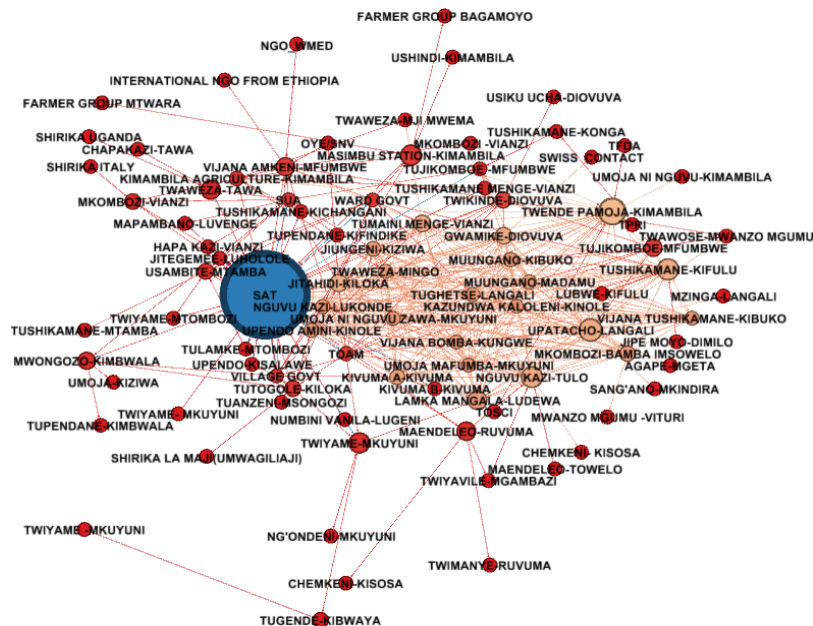 FARMER GROUP BAGAMOYO
NGO_WMED
USHINDI-KIMAMBILA
INTERNATIONAL NGO FROM ETHIOPIA
USIKU UCHA-DIOVUVA
FARMER GROUP MTWARA
TWAWEZA-MJI MWEMA
TUSHIKAMANE-KONGA
SHIRIKA UGANDA
OYE/SNV
MKOMBOZI -VIANZI
TFDA
CHAPAKAZI-TAWA
MASIMBU STATION-KIMAMBILA
SWISS_CONTACT
SHIRIKA ITALY
VIJANA AMKENI-MFUMBWE
TUJIKOMBOE-MFUMBWE
KIMAMBILA AGRICULTURE-KIMAMBILA
UMOJA NI NGUVU-KIMAMBILA
TWAWEZA-TAWA
TUSHIKAMANE MENGE-VIANZI
MKOMBOZI-VIANZI
SUA
WARD GOVT
TWIKINDE-DIOVUVA
TUSHIKAMANE-KICHANGANI
TWENDE PAMOJA-KIMAMBILA
MAPAMBANO-LUVENGE
TUMAINI MENGE-VIANZI
TPRI
TUPENDANE-KIFINDIKE
GWAMIKE-DIOVUVA
TWAWOSE-MWANZO MGUMU
HAPA KAZI-VIANZI
JIUNGENI-KIZIWA
MUUNGANO-KIBUKO
TUJIKOMBOE-MFUMBWE
JITEGEMEE-LUHOLOLE
USAMBITE-MTAMBA
TWAWEZA-MINGO
TUSHIKAMANE-KIFULU
JITAHIDI-KILOKA
MUUNGANO-MADAMU
SAT
TUGHETSE-LANGALI
LUBWE-KIFULU
MZINGA-LANGALI
NGUVU KAZI-LUKONDE
KAZUNDWA KALOLENI-KINOLE
TWIYAME-MTOMBOZI
UMOJA NI NGUVU ZAWA-MKUYUNI
VIJANA TUSHIKAMANE-KIBUKO
TUSHIKAMANE-MTAMBA
UPENDO AMINI-KINOLE
UPATACHO-LANGALI
TULAMKE-MTOMBOZI
VIJANA BOMBA-KUNGWE
JIPE MOYO-DIMILO
TOAM
MKOMBOZI-BAMBA IMSOWELO
MWONGOZO-KIMBWALA
UPENDO-KISALAWE
UMOJA MAFUMBA-MKUYUNI
AGAPE-MGETA
VILLAGE GOVT
KIVUMA A-KIVUMA
NGUVU KAZI-TULO
UMOJA-KIZIWA
TUTOGOLE-KILOKA
KIVUMA B-KIVUMA
SANG'ANO-MKINDIRA
TUANZENI-MSONGOZI
LAMKA MANGALA-LUDEWA
TWIYAME- MKUYUNI
TOSCI
MWANZO MGUMU -VITURI
TUPENDANE-KIMBWALA
NUMBINI VANILA-LUGENI
MAENDELEO-RUVUMA
TWIYAME-MKUYUNI
CHEMKENI- KISOSA
SHIRIKA LA MAJI(UMWAGILIAJI)
MAENDELEO-TOWELO
TWIYAVILE-MGAMBAZI
TWIYAME -MKUYUNI
NG'ONDENI-MKUYUNI
TWIMANYE-RUVUMA
CHEMKENI-KISOSA
TUGENDE-KIBWAYA